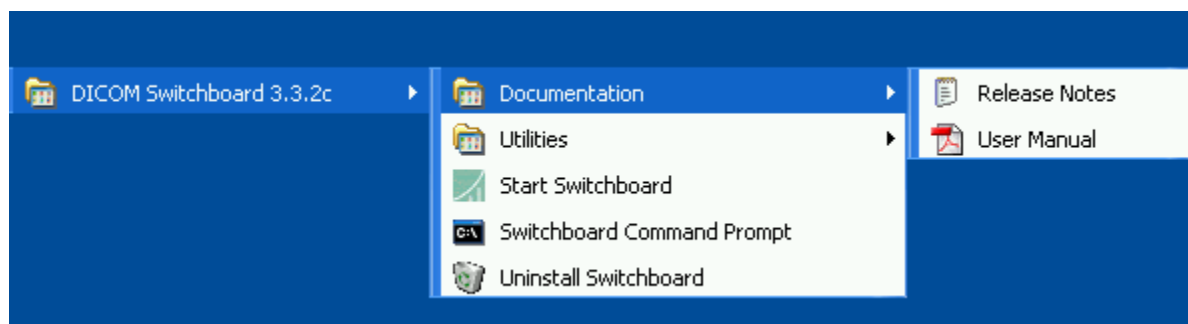 DICOM Switchboard 3.3.2c
Documentation
Utilities
Start Switchboard
C:\
Switchboard Command Prompt
Uninstall Switchboard
Release Notes
User Manual